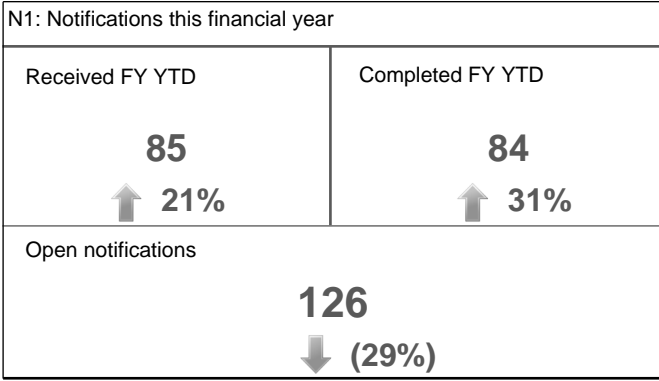 N1: Notifications this financial year
Received FY YTD
85
21%
Completed FY YTD
84
31%
Open notifications
126
(29%)